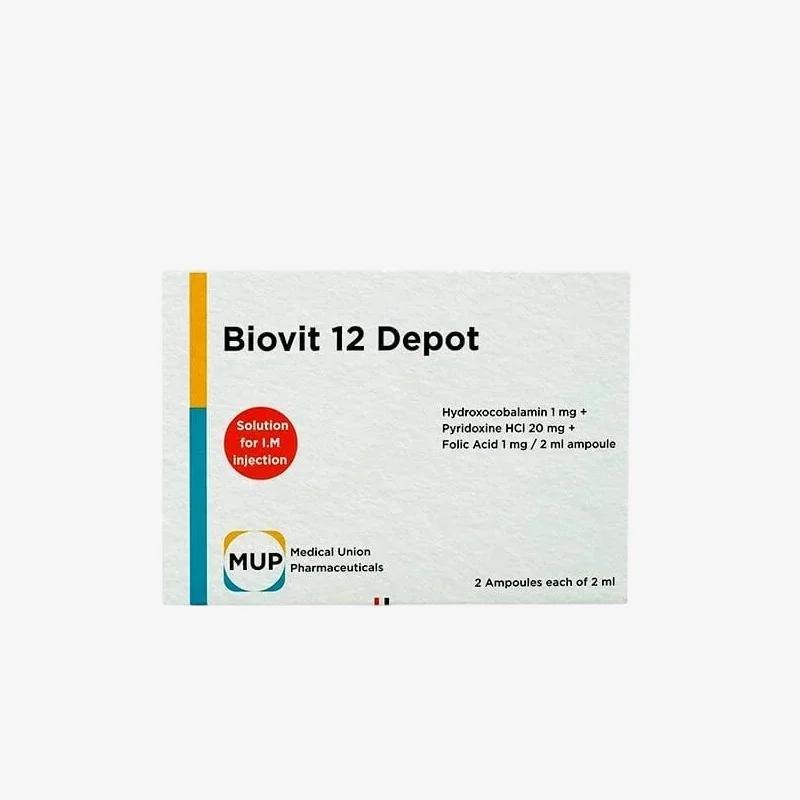 Biovit 12 Depot
Hydroxocobalamin 1 mg +
Pyridoxine HCl 20 mg +
Folic Acid 1 mg / 2 ml ampoule
Solution
for I.M
injection
MUP
Medical Union
Pharmaceuticals
2 Ampoules each of 2 ml